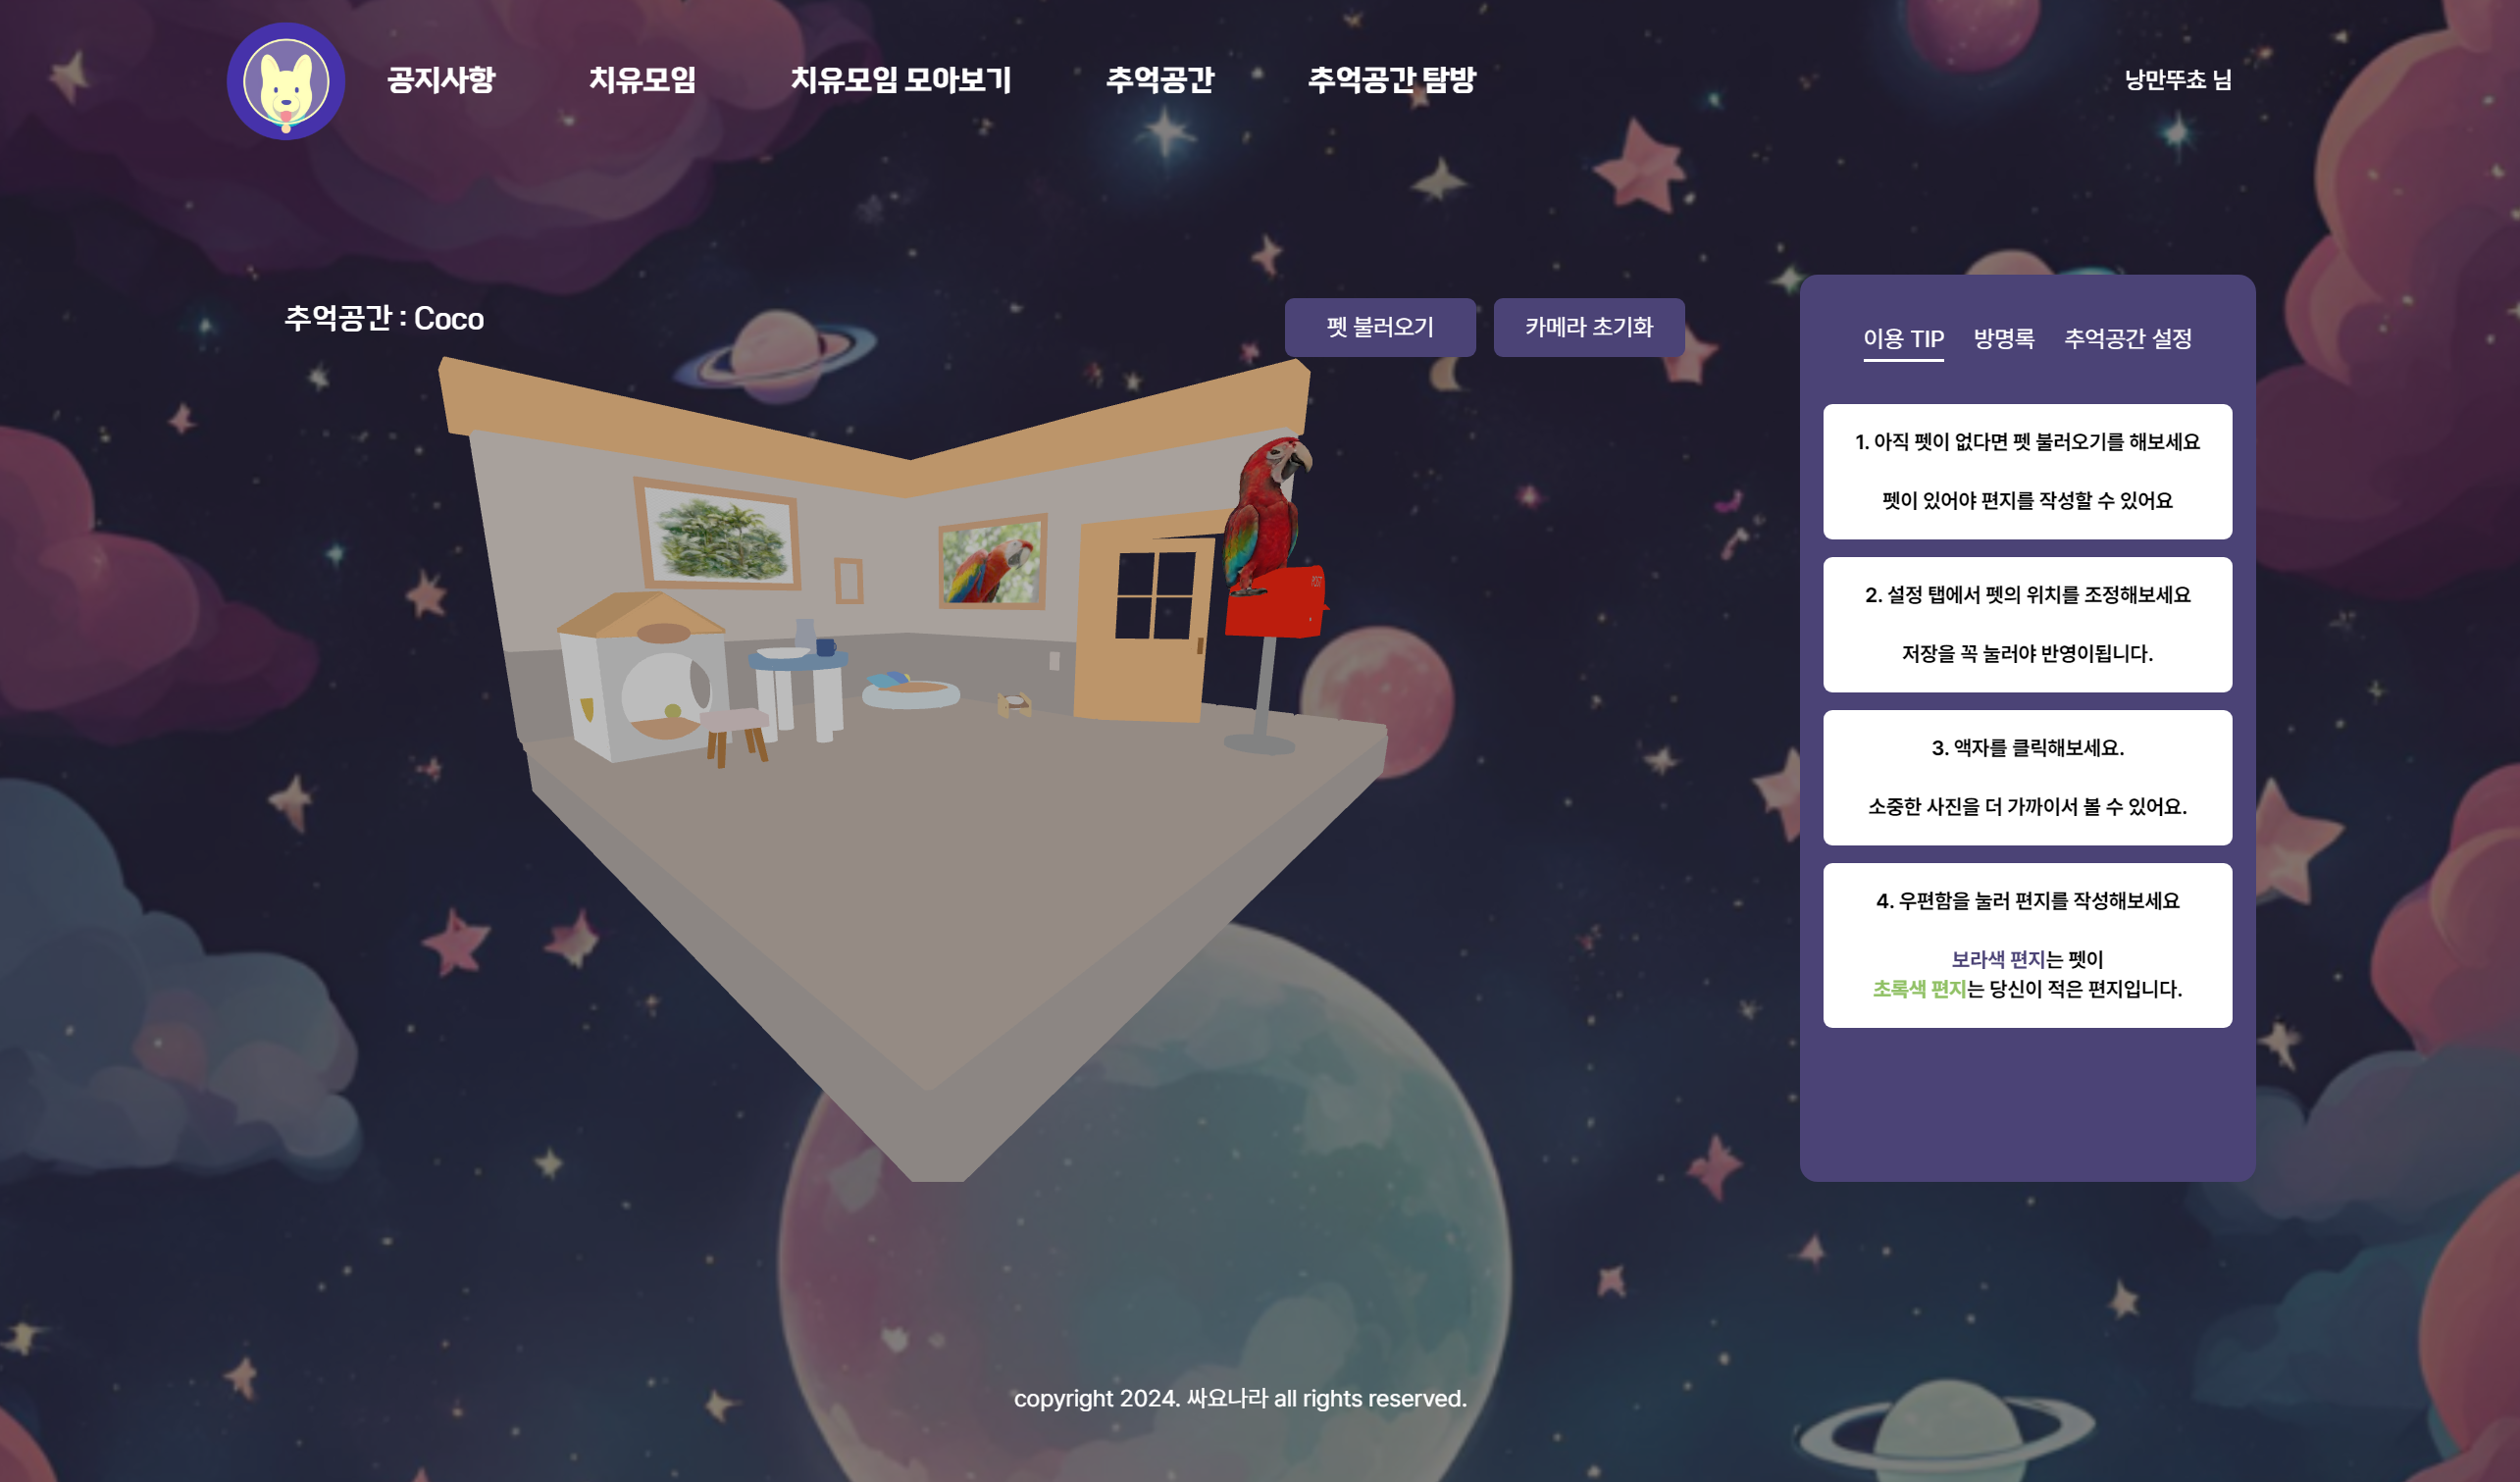 공지사항
치유모임
치유모임 모아보기
추억공간
추억공간 탐방
낭만뚜쵸 님
추억공간 : Coco
펫 불러오기
카메라 초기화
이용 TIP
방명록
추억공간 설정
1. 아직 펫이 없다면 펫 불러오기를 해보세요
펫이 있어야 편지를 작성할 수 있어요
2. 설정 탭에서 펫의 위치를 조정해보세요
저장을 꼭 눌러야 반영이됩니다.
3. 액자를 클릭해보세요.
소중한 사진을 더 가까이서 볼 수 있어요.
4. 우편함을 눌러 편지를 작성해보세요
보라색 편지는 펫이
초록색 편지는 당신이 적은 편지입니다.
POST
copyright 2024. 싸요나라 all rights reserved.